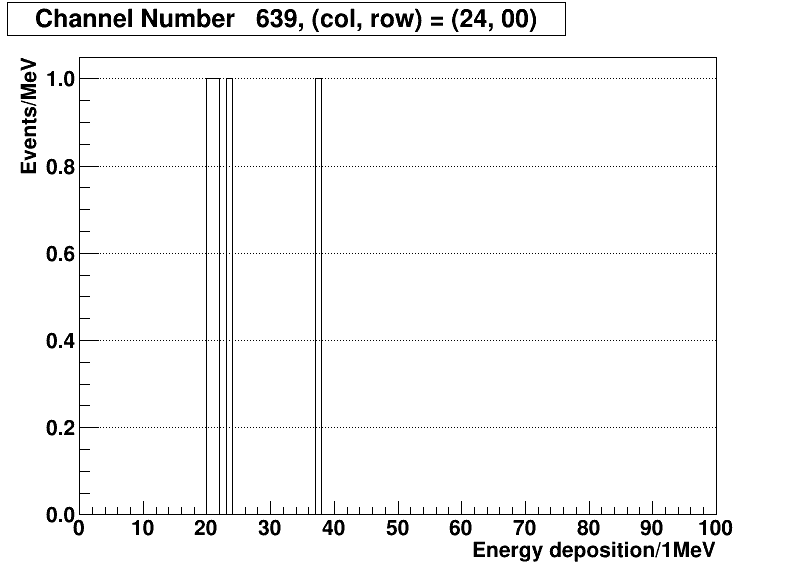 Channel Number 639, (col, row) = (24, 00)
Events/MeV
1.0
0.8
0.6
0.4
0.2
0.0
0 10 20 30 40 50 60 70 80 90 100
Energy deposition/1MeV